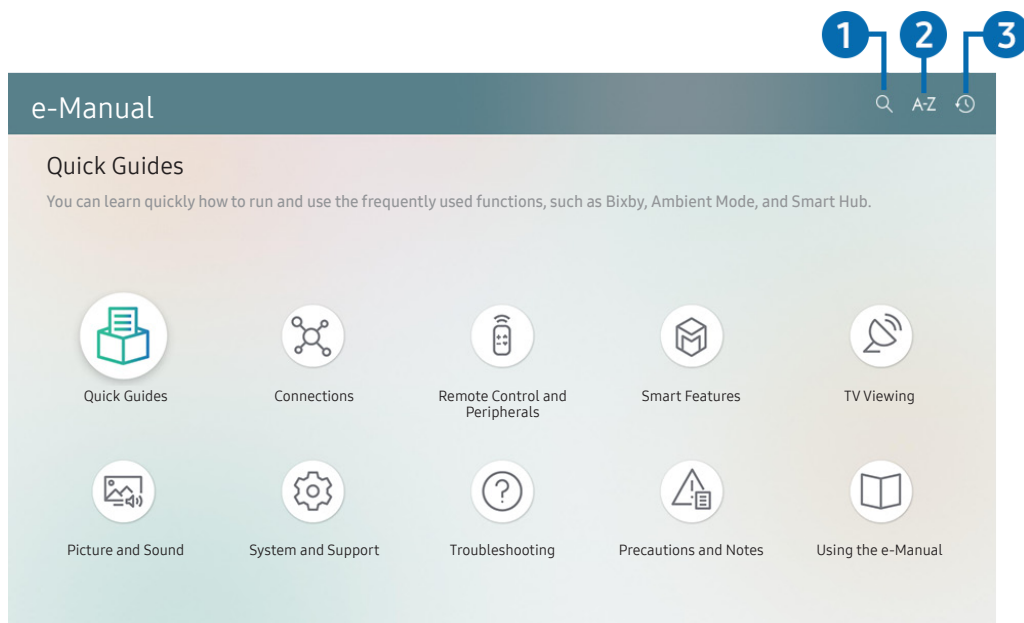 1 2 3
e-Manual
A-Z
Quick Guides
You can learn quickly how to run and use the frequently used functions, such as Bixby, Ambient Mode, and Smart Hub.
Quick Guides
Connections
Remote Control and
Peripherals
Smart Features
TV Viewing
Picture and Sound
System and Support
Troubleshooting
Precautions and Notes
Using the e-Manual